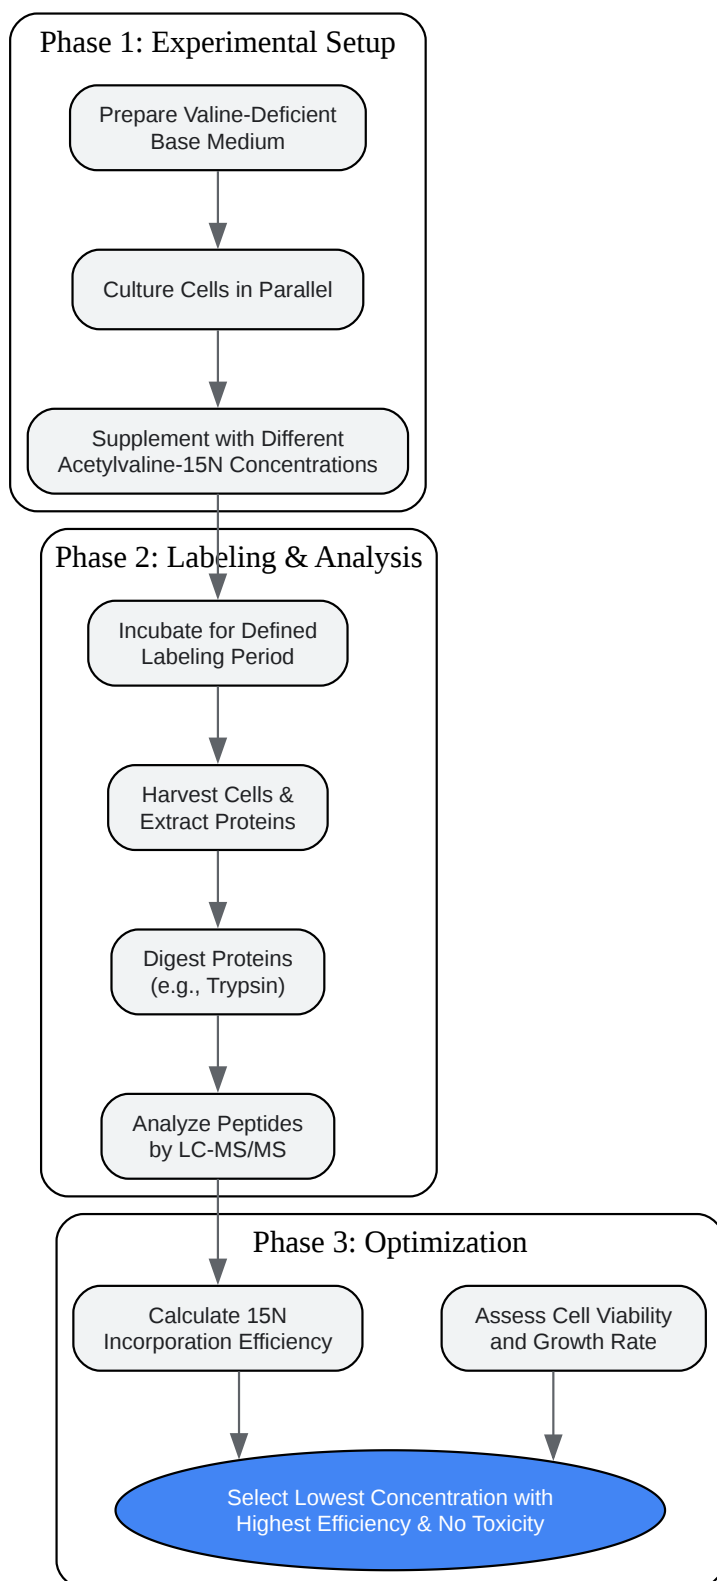 Phase 1: Experimental Setup
Prepare Valine-Deficient
Base Medium
Culture Cells in Parallel
Supplement with Different
Acetylvaline-15N Concentrations
Phase 2: Labeling & Analysis
Incubate for Defined
Labeling Period
Harvest Cells &
Extract Proteins
Digest Proteins
(e.g., Trypsin)
Analyze Peptides
by LC-MS/MS
Phase 3: Optimization
Calculate 15N
Incorporation Efficiency
Assess Cell Viability
and Growth Rate
Select Lowest Concentration with
Highest Efficiency & No Toxicity